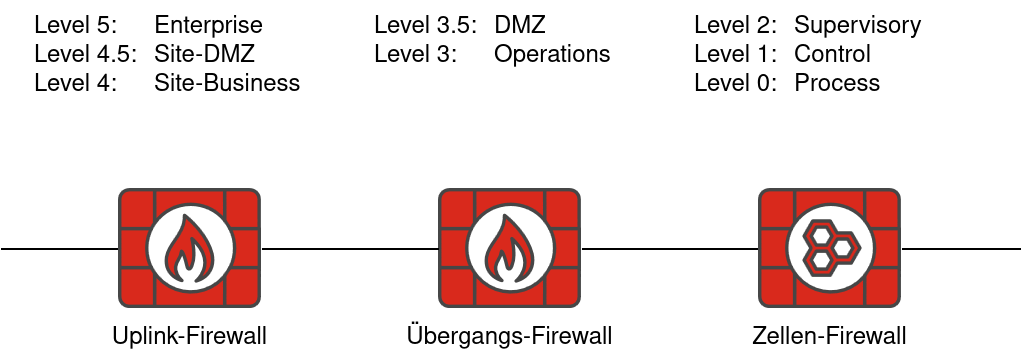 Level 5: Enterprise
Level 4.5: Site-DMZ
Level 4: Site-Business
Level 3.5: DMZ
Level 3: Operations
Level 2: Supervisory
Level 1: Control
Level 0: Process
Uplink-Firewall
Übergangs-Firewall
Zellen-Firewall